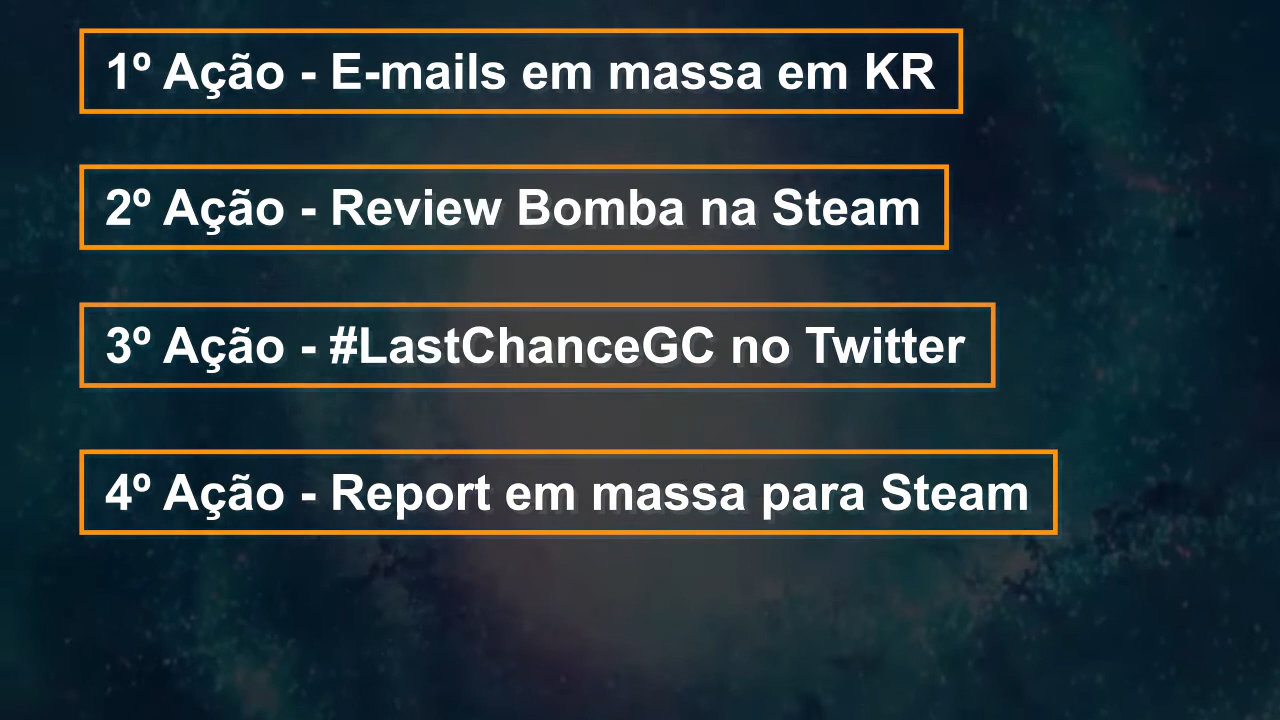 1º Ação - E-mails em massa em KR
2º Ação - Review Bomba na Steam
3º Ação - #LastChanceGC no Twitter
4º Ação - Report em massa para Steam